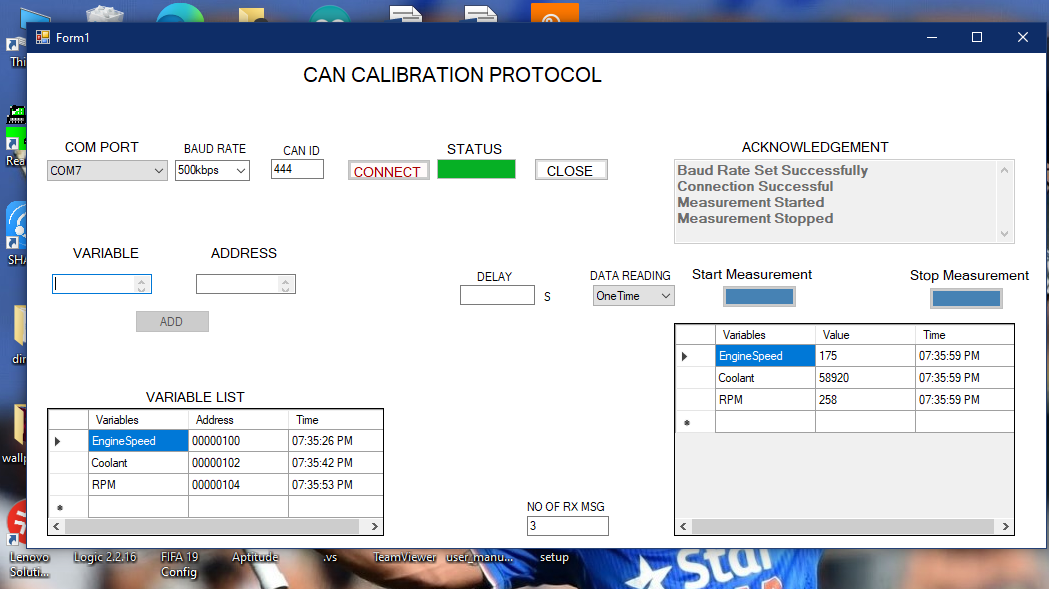 Form1
CAN CALIBRATION PROTOCOL
COM PORT BAUD RATE CAN ID STATUS ACKNOWLEDGEMENT
COM7 500kbps 444 CONNECT CLOSE
Baud Rate Set Successfully
Connection Successful
Measurement Started
Measurement Stopped
VARIABLE ADDRESS
ADD
DELAY DATA READING Start Measurement Stop Measurement
S OneTime
Variables Value Time
EngineSpeed 175 07:35:59 PM
Coolant 58920 07:35:59 PM
RPM 258 07:35:59 PM
VARIABLE LIST
Variables Address Time
EngineSpeed 00000100 07:35:26 PM
Coolant 00000102 07:35:42 PM
RPM 00000104 07:35:53 PM
NO OF RX MSG
3
Thi
Rea
SHA
dir
wallp
Lenovo Logic 2.2.16 FIFA 19 Aptitude .vs TeamViewer user_manu... setup
Soluti... Config
Star